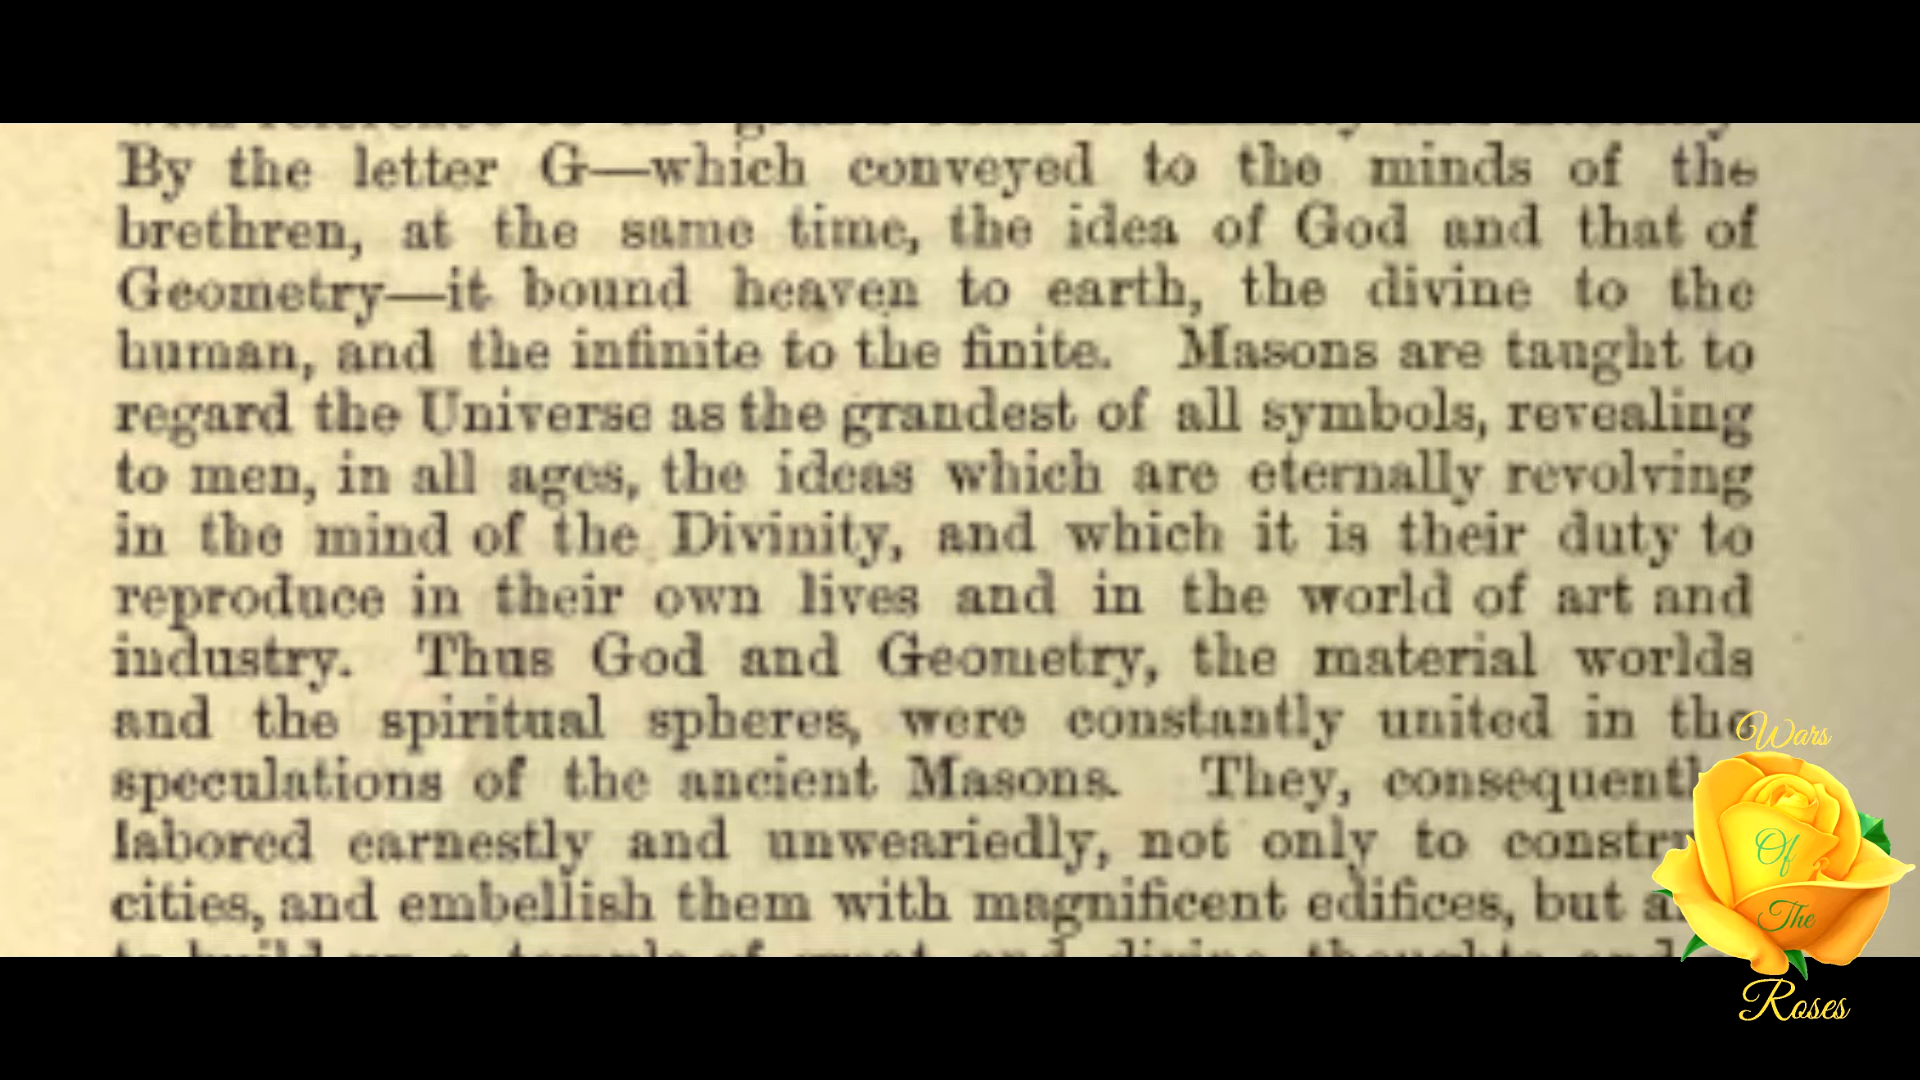 By the letter G—which conveyed to the minds of the
brethren, at the same time, the idea of God and that of
Geometry—it bound heaven to earth, the divine to the
human, and the infinite to the finite. Masons are taught to
regard the Universe as the grandest of all symbols, revealing
to men, in all ages, the ideas which are eternally revolving
in the mind of the Divinity, and which it is their duty to
reproduce in their own lives and in the world of art and
industry. Thus God and Geometry, the material worlds
and the spiritual spheres, were constantly united in the
speculations of the ancient Masons. They,
labored earnestly and unweariedly, not only to
cities, and embellish them with magnificent edifices, but
Wars
Of
The
Roses